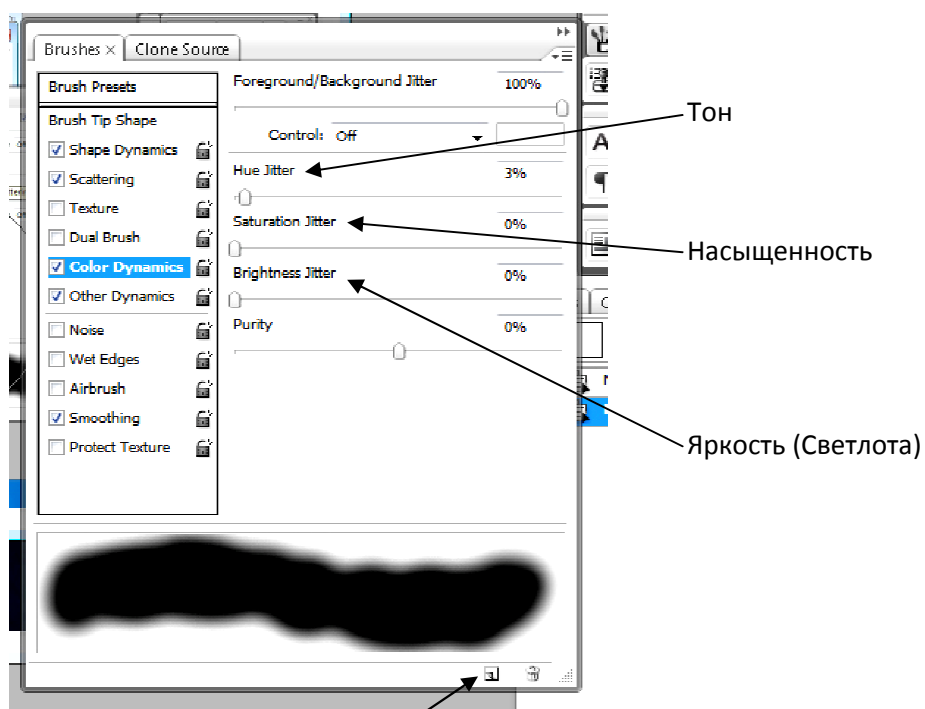 Brushes × Clone Source
Brush Presets
Brush Tip Shape
Shape Dynamics
Scattering
Texture
Dual Brush
Color Dynamics
Other Dynamics
Noise
Wet Edges
Airbrush
Smoothing
Protect Texture
Foreground/Background Jitter 100%
Control: Off
Hue Jitter 3%
Saturation Jitter 0%
Brightness Jitter 0%
Purity 0%
Тон
Насыщенность
Яркость (Светлота)